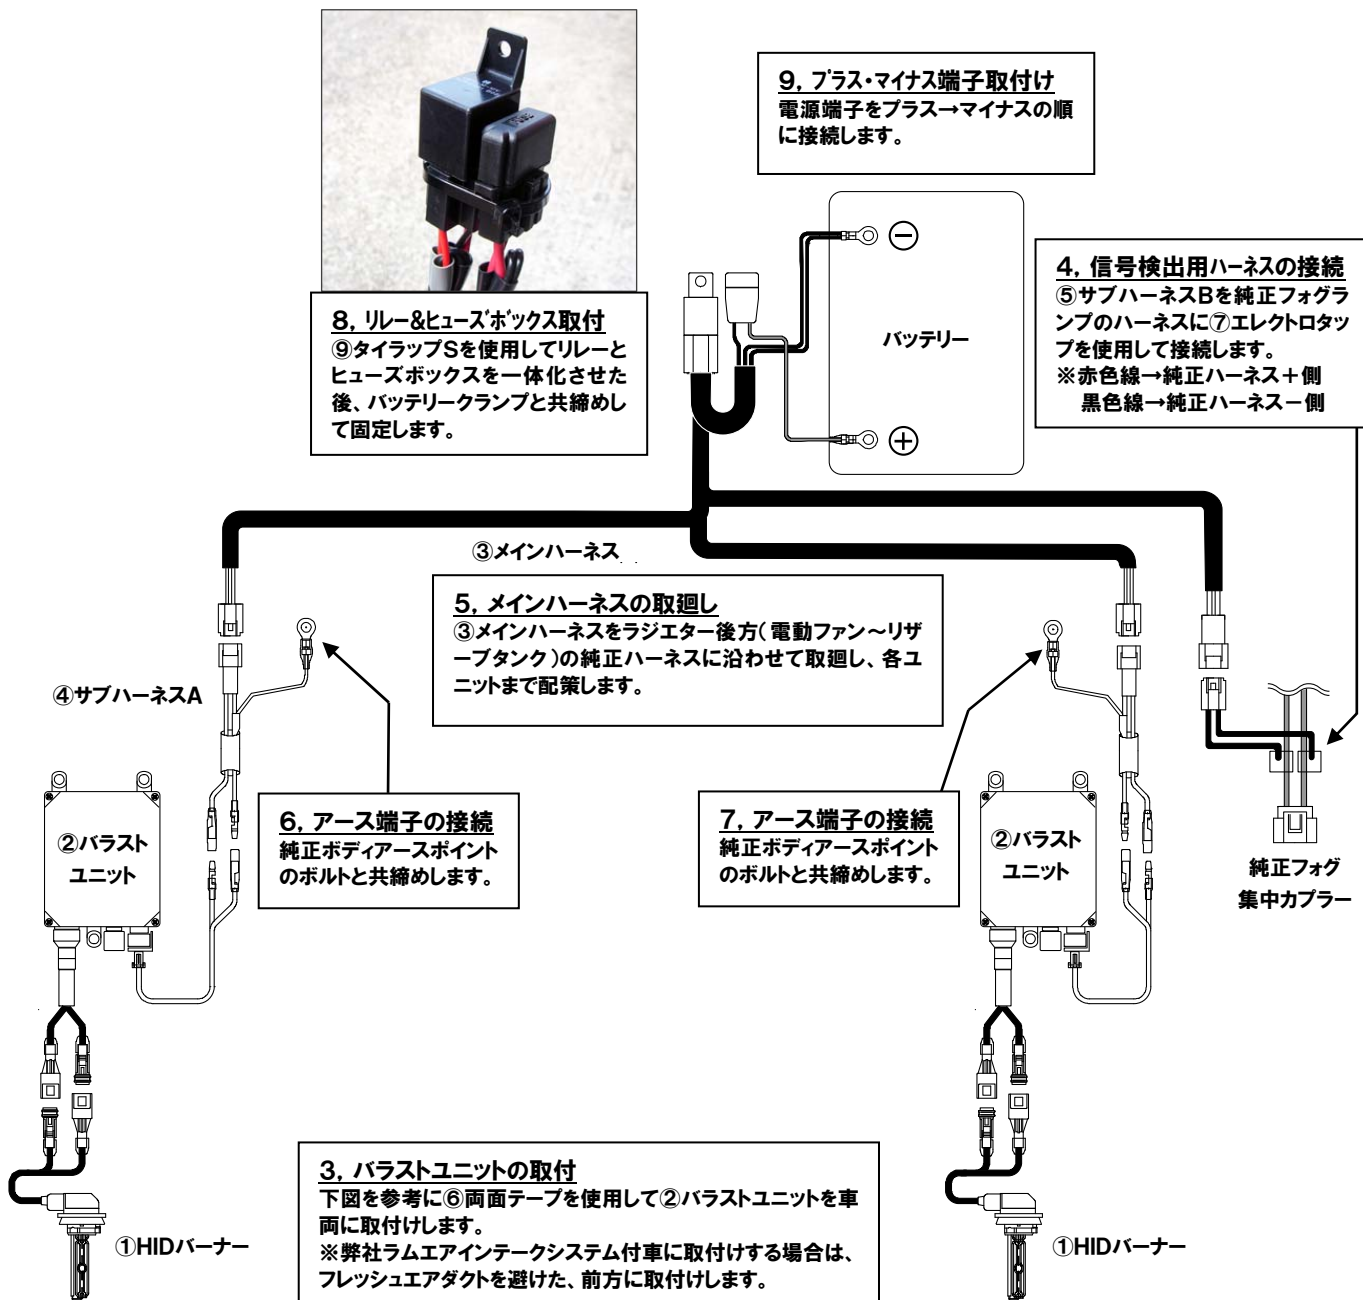 9, プラス・マイナス端子取付け
電源端子をプラス→マイナスの順
に接続します。
−
バッテリー
+
4, 信号検出用ハーネスの接続
⑤サブハーネスBを純正フォグラ
ンプのハーネスに⑦エレクトロタッ
プを使用して接続します。
※赤色線→純正ハーネス＋側
黒色線→純正ハーネス－側
8, リレー&ヒューズボックス取付
⑨タイラップSを使用してリレーと
ヒューズボックスを一体化させた
後、バッテリークランプと共締めし
て固定します。
③メインハーネス
5, メインハーネスの取廻し
③メインハーネスをラジエター後方(電動ファン～リザ
ーブタンク)の純正ハーネスに沿わせて取廻し、各ユ
ニットまで配策します。
④サブハーネスA
6, アース端子の接続
純正ボディアースポイント
のボルトと共締めします。
7, アース端子の接続
純正ボディアースポイント
のボルトと共締めします。
②バラスト
ユニット
②バラスト
ユニット
純正フォグ
集中カプラー
3, バラストユニットの取付
下図を参考に⑥両面テープを使用して②バラストユニットを車
両に取付けします。
※弊社ラムエアインテークシステム付車に取付けする場合は、
フレッシュエアダクトを避けた、前方に取付けします。
①HIDバーナー
①HIDバーナー